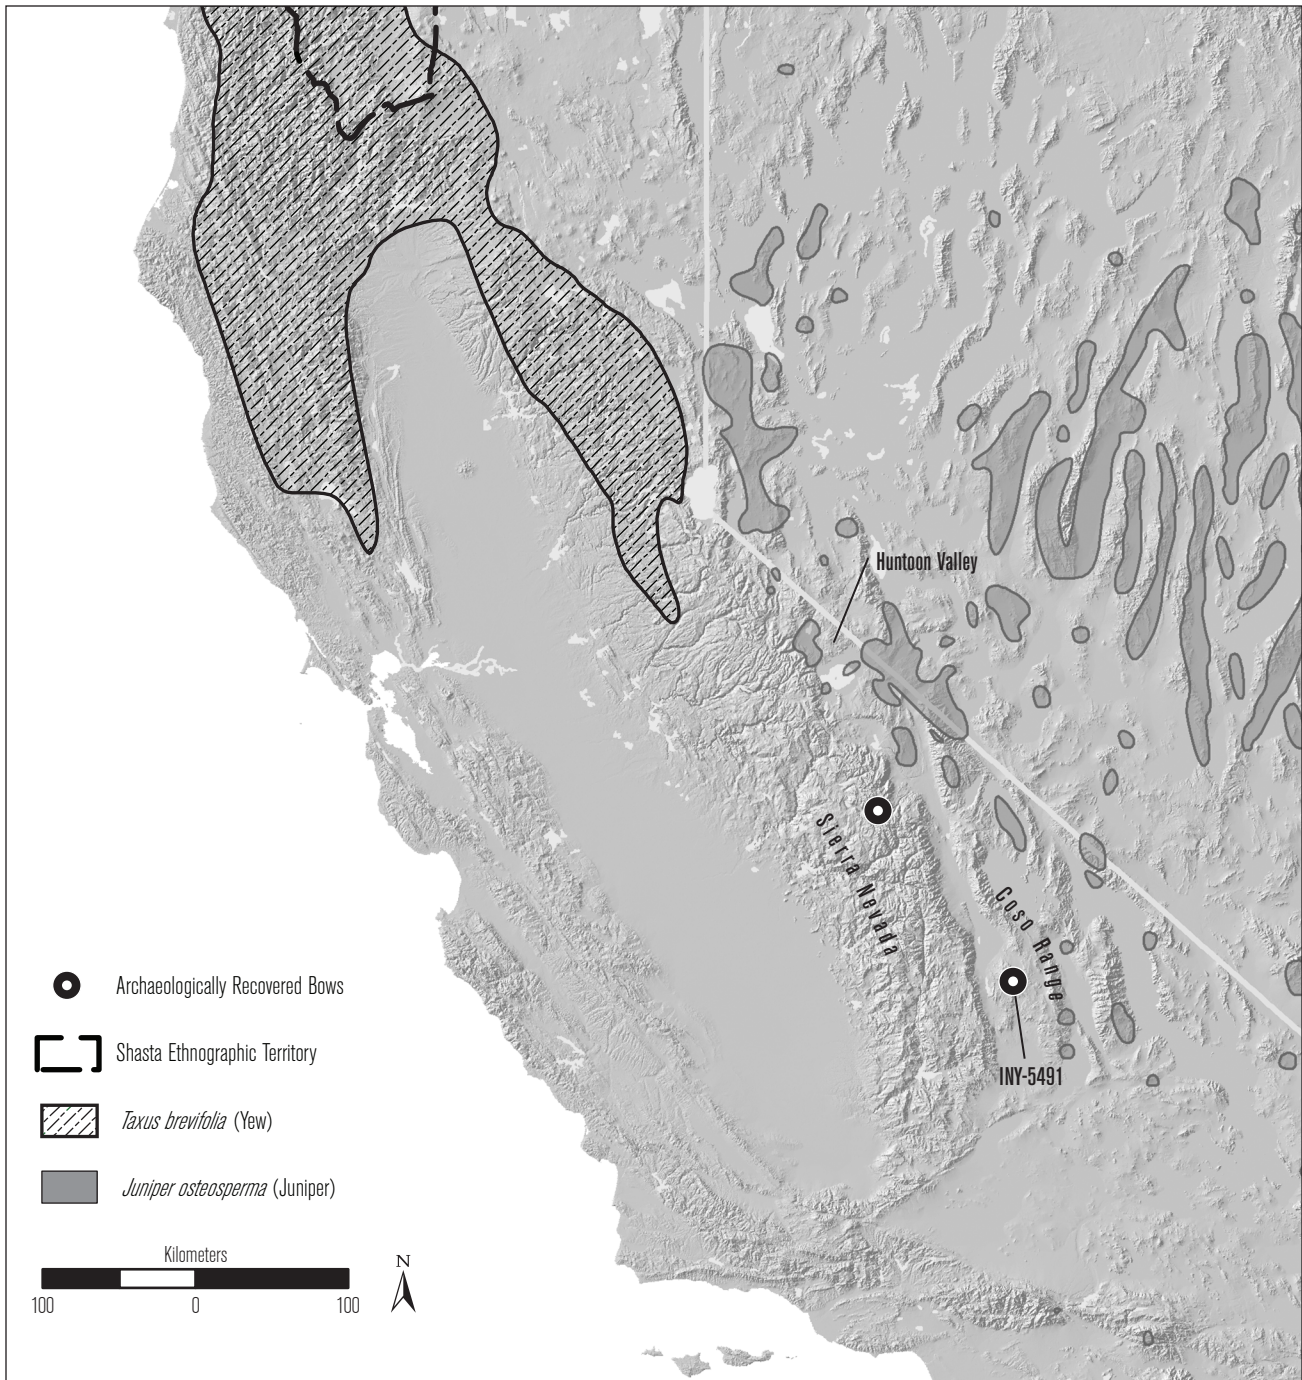 Huntoon Valley
Sierra Nevada
Coso Range
INY-5491
Archaeologically Recovered Bows
Shasta Ethnographic Territory
Taxus brevifolia (Yew)
Juniper osteosperma (Juniper)
Kilometers
100 0 100
N